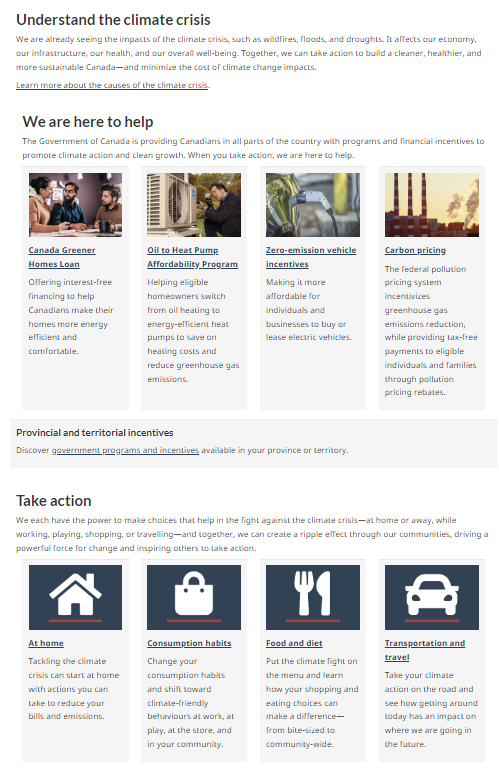 Understand the climate crisis
We are already seeing the impacts of the climate crisis, such as wildfires, floods, and droughts. It affects our economy,
our infrastructure, our health, and our overall well-being. Together, we can take action to build a cleaner, healthier, and
more sustainable Canada—and minimize the cost of climate change impacts.
Learn more about the causes of the climate crisis.
We are here to help
The Government of Canada is providing Canadians in all parts of the country with programs and financial incentives to
promote climate action and clean growth. When you take action, we are here to help.
Canada Greener
Homes Loan
Offering interest-free
financing to help
Canadians make their
homes more energy
efficient and
comfortable.
Oil to Heat Pump
Affordability Program
Helping eligible
homeowners switch
from oil heating to
energy-efficient heat
pumps to save on
heating costs and
reduce greenhouse gas
emissions.
Zero-emission vehicle
incentives
Making it more
affordable for
individuals and
businesses to buy or
lease electric vehicles.
Carbon pricing
The federal pollution
pricing system
incentivizes
greenhouse gas
emissions reduction,
while providing tax-free
payments to eligible
individuals and families
through pollution
pricing rebates.
Provincial and territorial incentives
Discover government programs and incentives available in your province or territory.
Take action
We each have the power to make choices that help in the fight against the climate crisis—at home or away, while
working, playing, shopping, or travelling—and together, we can create a ripple effect through our communities, driving a
powerful force for change and inspiring others to take action.
At home
Tackling the climate
crisis can start at home
with actions you can
take to reduce your
bills and emissions.
Consumption habits
Change your
consumption habits
and shift toward
climate-friendly
behaviours at work, at
play, at the store, and
in your community.
Food and diet
Put the climate fight on
the menu and learn
how your shopping and
eating choices can
make a difference—
from bite-sized to
community-wide.
Transportation and
travel
Take your climate
action on the road and
see how getting around
today has an impact on
where we are going in
the future.